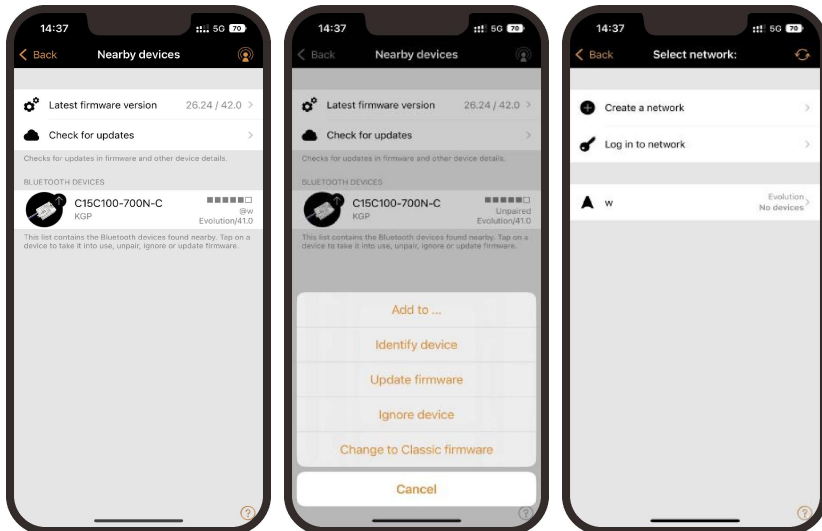 14:37
5G 70
Back
Nearby devices
Latest firmware version
26.24 / 42.0
Check for updates
Checks for updates in firmware and other device details.
BLUETOOTH DEVICES
C15C100-700N-C
KGP
@w
Evolution/41.0
This list contains the Bluetooth devices found nearby. Tap on a
device to take it into use, unpair, ignore or update firmware.
?
14:37
5G 70
Back
Nearby devices
Latest firmware version
26.24 / 42.0
Check for updates
Checks for updates in firmware and other device details.
BLUETOOTH DEVICES
C15C100-700N-C
KGP
Unpaired
Evolution/41.0
This list contains the Bluetooth devices found nearby. Tap on a
device to take it into use, unpair, ignore or update firmware.
Add to ...
Identify device
Update firmware
Ignore device
Change to Classic firmware
Cancel
?
14:37
5G 70
Back
Select network:
Create a network
Log in to network
w
Evolution
No devices
?